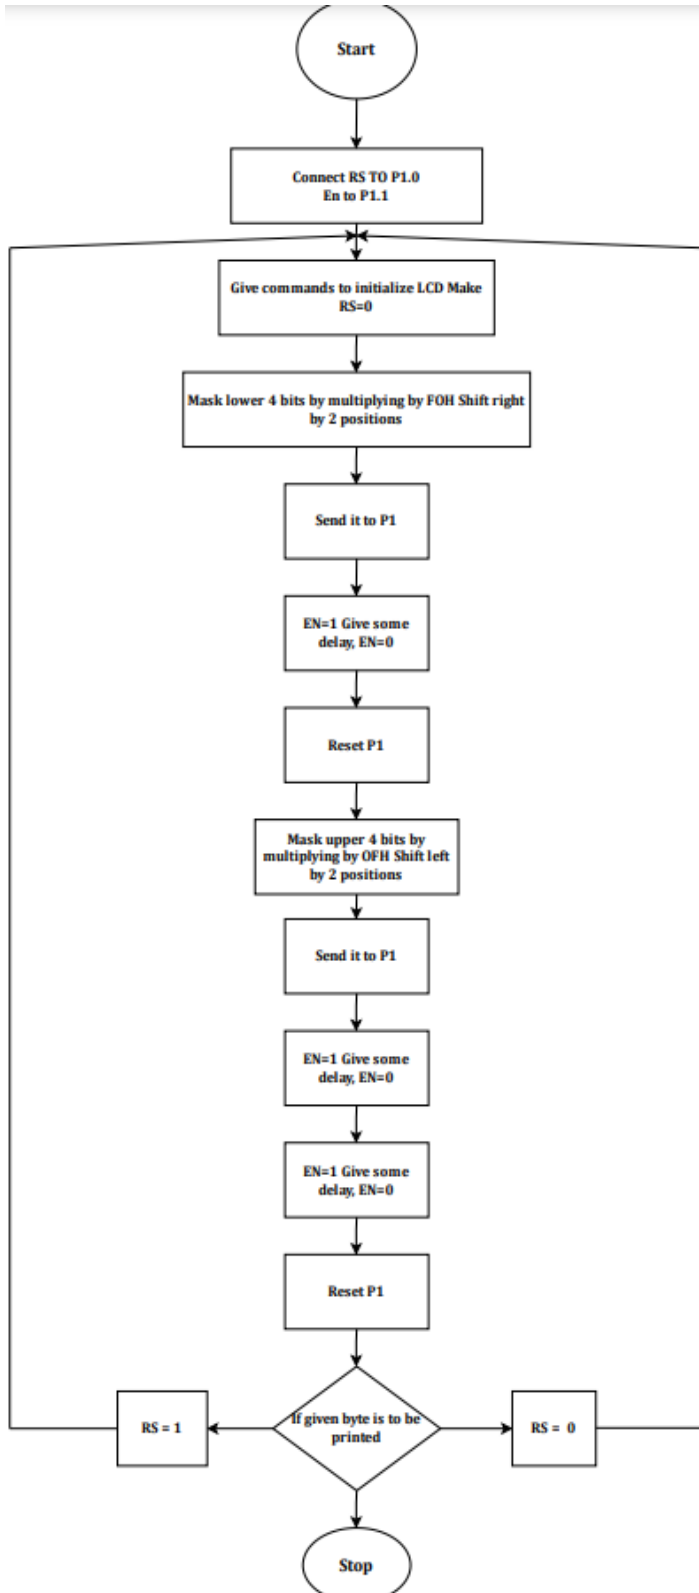 Start
Connect RS TO P1.0
En to P1.1
Give commands to initialize LCD Make
RS=0
Mask lower 4 bits by multiplying by FOH Shift right
by 2 positions
Send it to P1
EN=1 Give some
delay, EN=0
Reset P1
Mask upper 4 bits by
multiplying by OFH Shift left
by 2 positions
Send it to P1
EN=1 Give some
delay, EN=0
EN=1 Give some
delay, EN=0
Reset P1
If given byte is to be
printed
RS = 1
RS = 0
Stop